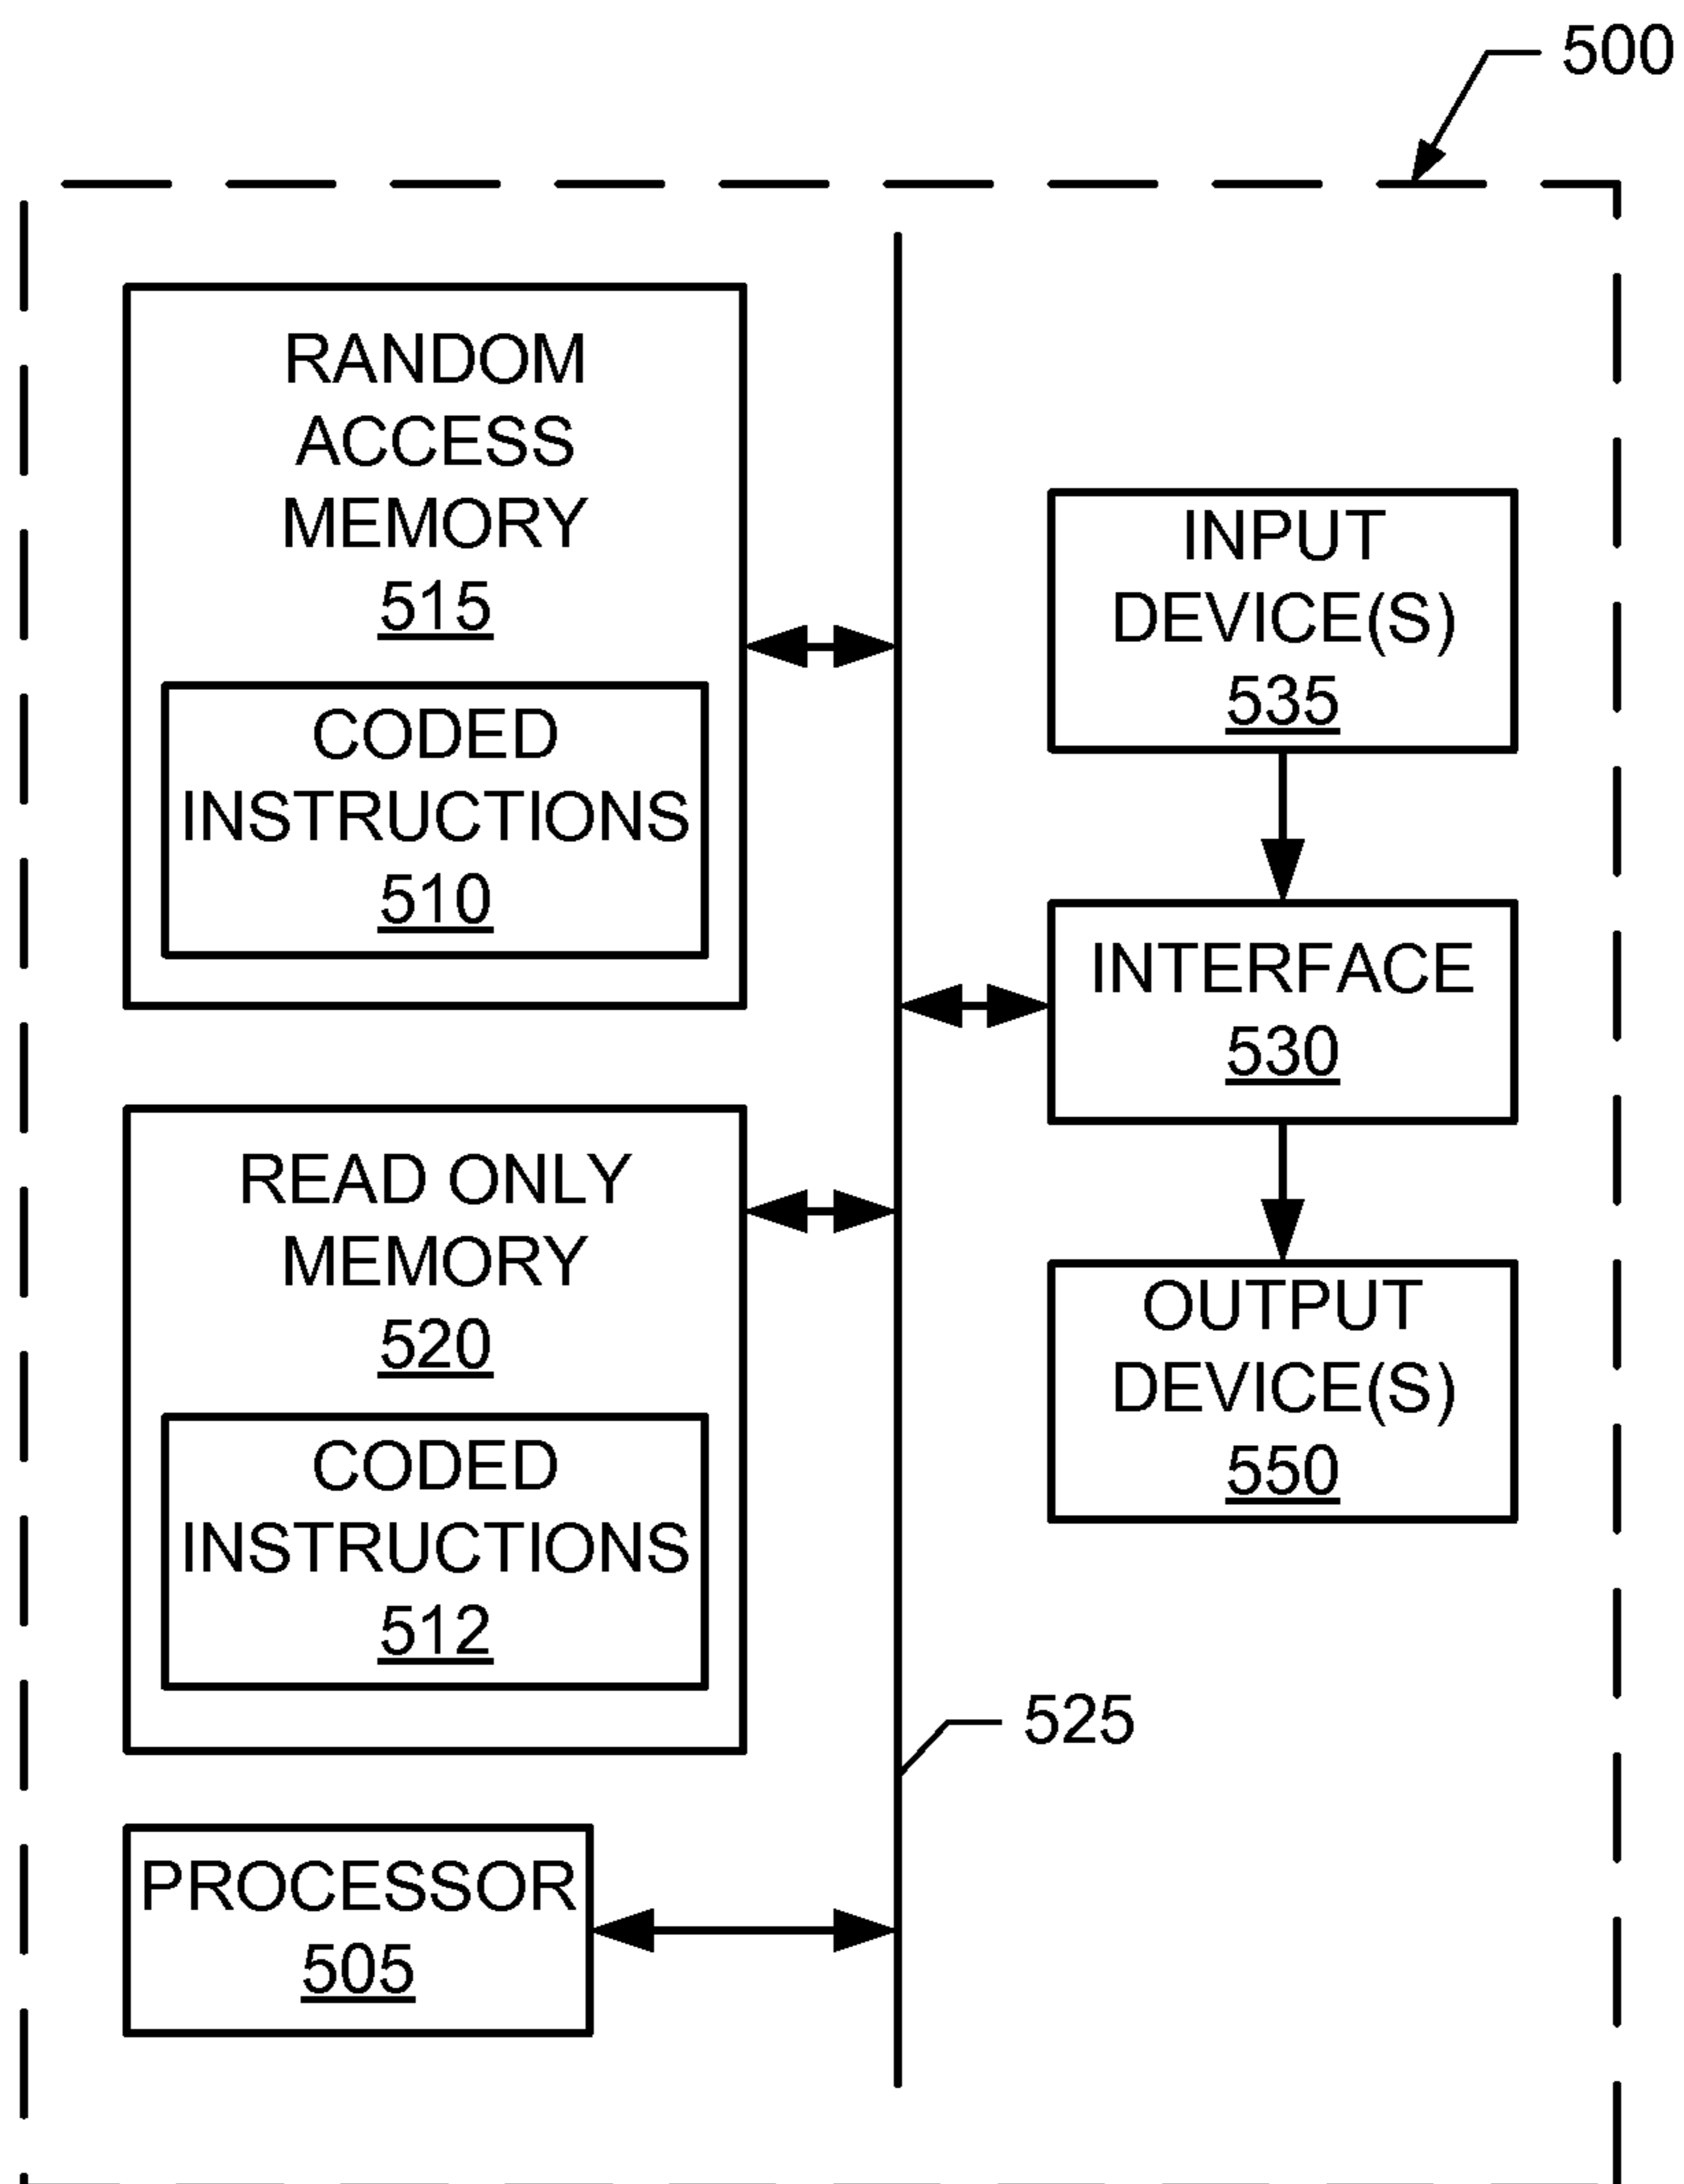 500
RANDOM
ACCESS
MEMORY
515
CODED
INSTRUCTIONS
510
READ ONLY
MEMORY
520
CODED
INSTRUCTIONS
512
PROCESSOR
505
525
INPUT
DEVICE(S)
535
INTERFACE
530
OUTPUT
DEVICE(S)
550